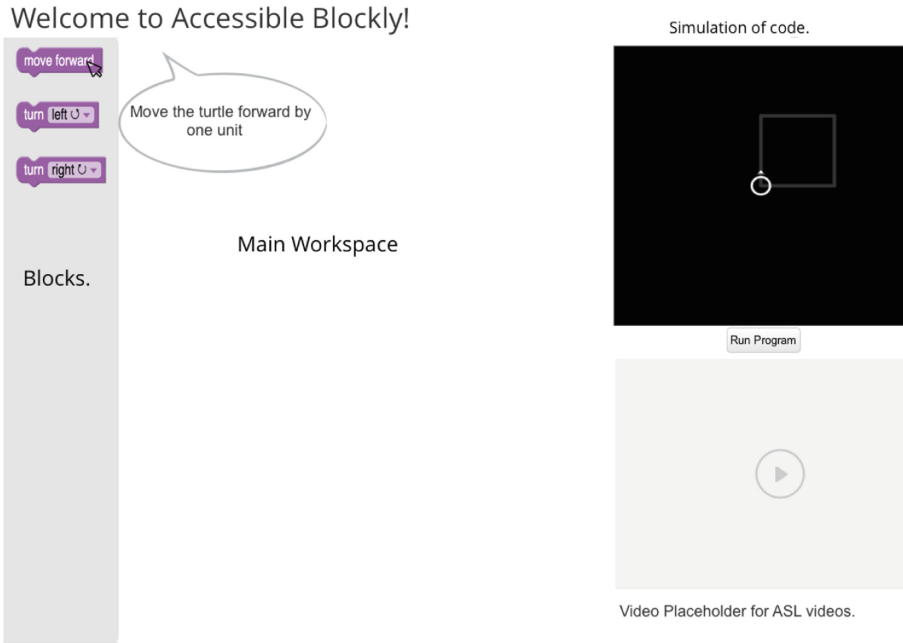 Welcome to Accessible Blockly!
Simulation of code.
move forward
Move the turtle forward by
one unit
turn left
turn right
Main Workspace
Blocks.
Run Program
Video Placeholder for ASL videos.